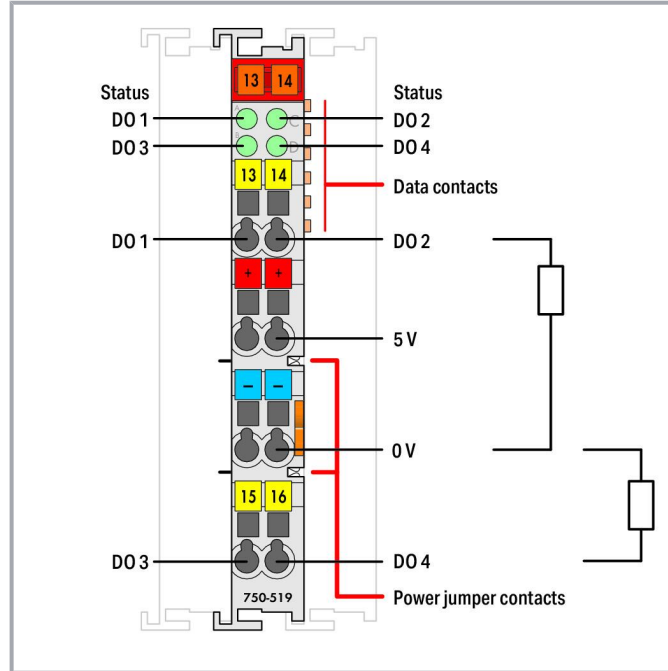 13 14
Status
Status
DO 1
A
C
DO 2
DO 3
B
D
DO 4
13 14
Data contacts
DO 1
DO 2
+ +
5 V
− −
0 V
15 16
DO 3
DO 4
750-519
Power jumper contacts